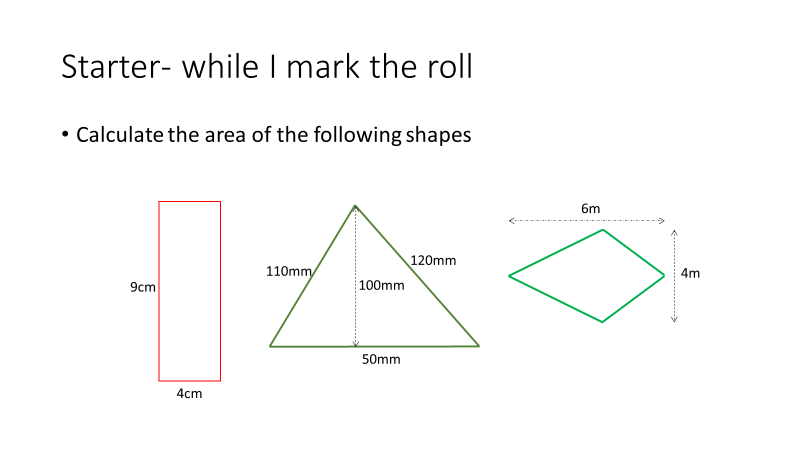 Starter- while I mark the roll
• Calculate the area of the following shapes
6m
110mm
120mm
4m
9cm
100mm
50mm
4cm